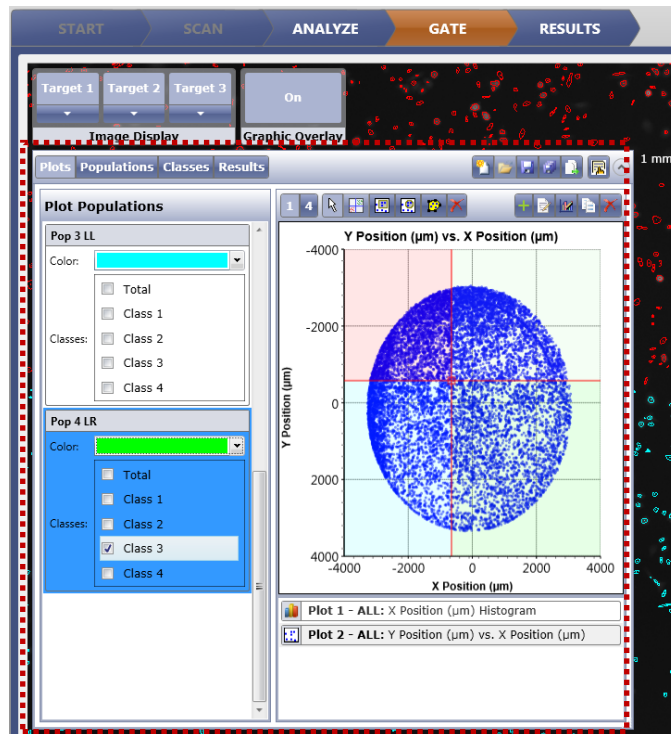 START SCAN ANALYZE GATE RESULTS
Target 1 Target 2 Target 3 On
Image Display Graphic Overlay
1 mm
Plots Populations Classes Results
Plot Populations
1 4
Pop 3 LL
Color:
Total
Class 1
Classes: Class 2
Class 3
Class 4
Pop 4 LR
Color:
Total
Class 1
Classes: Class 2
Class 3
Class 4
Y Position (µm) vs. X Position (µm)
-4000
-2000
0
2000
4000
Y Position (µm)
-4000 -2000 0 2000 4000
X Position (µm)
Plot 1 - ALL: X Position (µm) Histogram
Plot 2 - ALL: Y Position (µm) vs. X Position (µm)